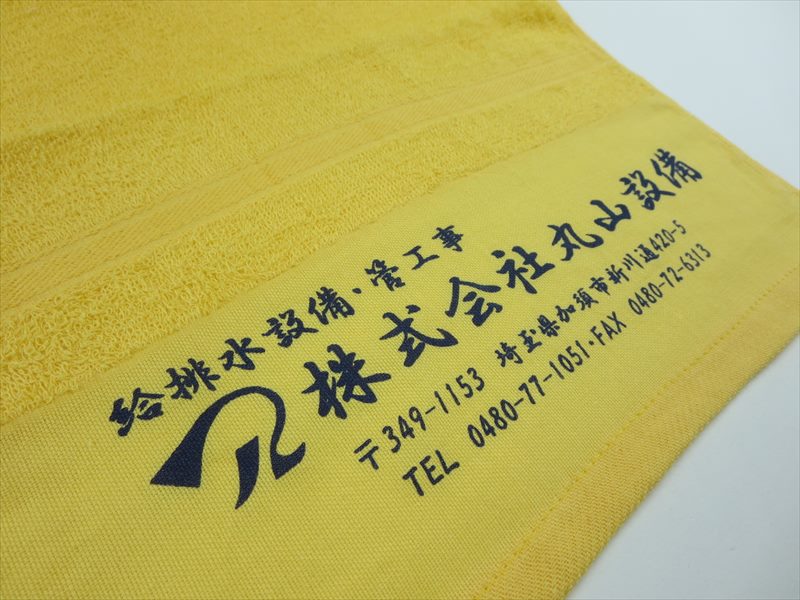 給排水設備・管工事
株式会社丸山設備
〒349-1153 埼玉県加須市新川通420-5
TEL 0480-77-1051・FAX 0480-72-6313